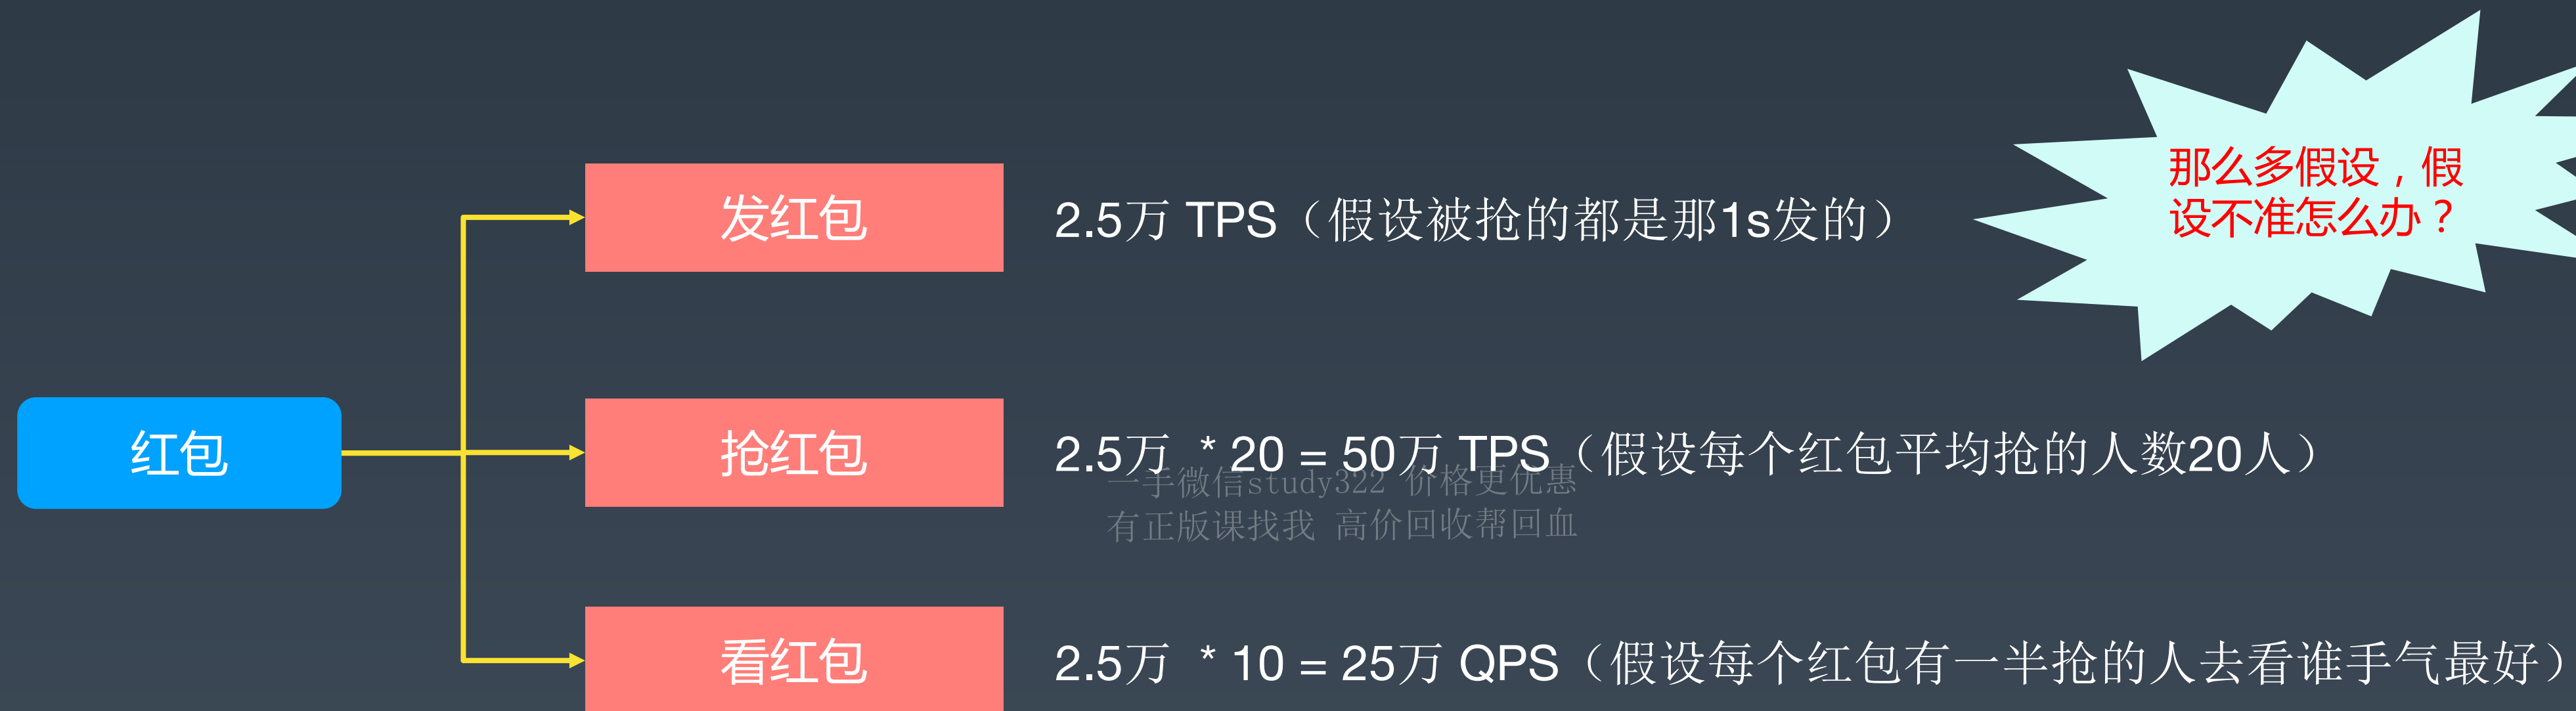 那么多假设，假
设不准怎么办？
发红包
2.5万 TPS（假设被抢的都是那1s发的）
红包
抢红包
2.5万 * 20 = 50万 TPS（假设每个红包平均抢的人数20人）
一手微信study322 价格更优惠
有正版课找我 高价回收帮回血
看红包
2.5万 * 10 = 25万 QPS（假设每个红包有一半抢的人去看谁手气最好）